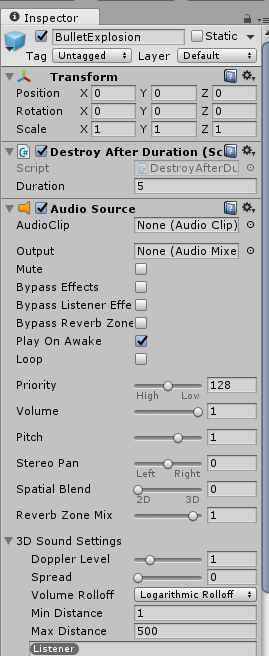 Inspector
BulletExplosion Static
Tag Untagged Layer Default
Transform
Position X 0 Y 0 Z 0
Rotation X 0 Y 0 Z 0
Scale X 1 Y 1 Z 1
Destroy After Duration (Sc
Script DestroyAfterDu
Duration 5
Audio Source
AudioClip None (Audio Clip)
Output None (Audio Mixe
Mute
Bypass Effects
Bypass Listener Effe
Bypass Reverb Zone
Play On Awake
Loop
Priority 128
High Low
Volume 1
Pitch 1
Stereo Pan 0
Left Right
Spatial Blend 0
2D 3D
Reverb Zone Mix 1
3D Sound Settings
Doppler Level 1
Spread 0
Volume Rolloff Logarithmic Rolloff
Min Distance 1
Max Distance 500
Listener